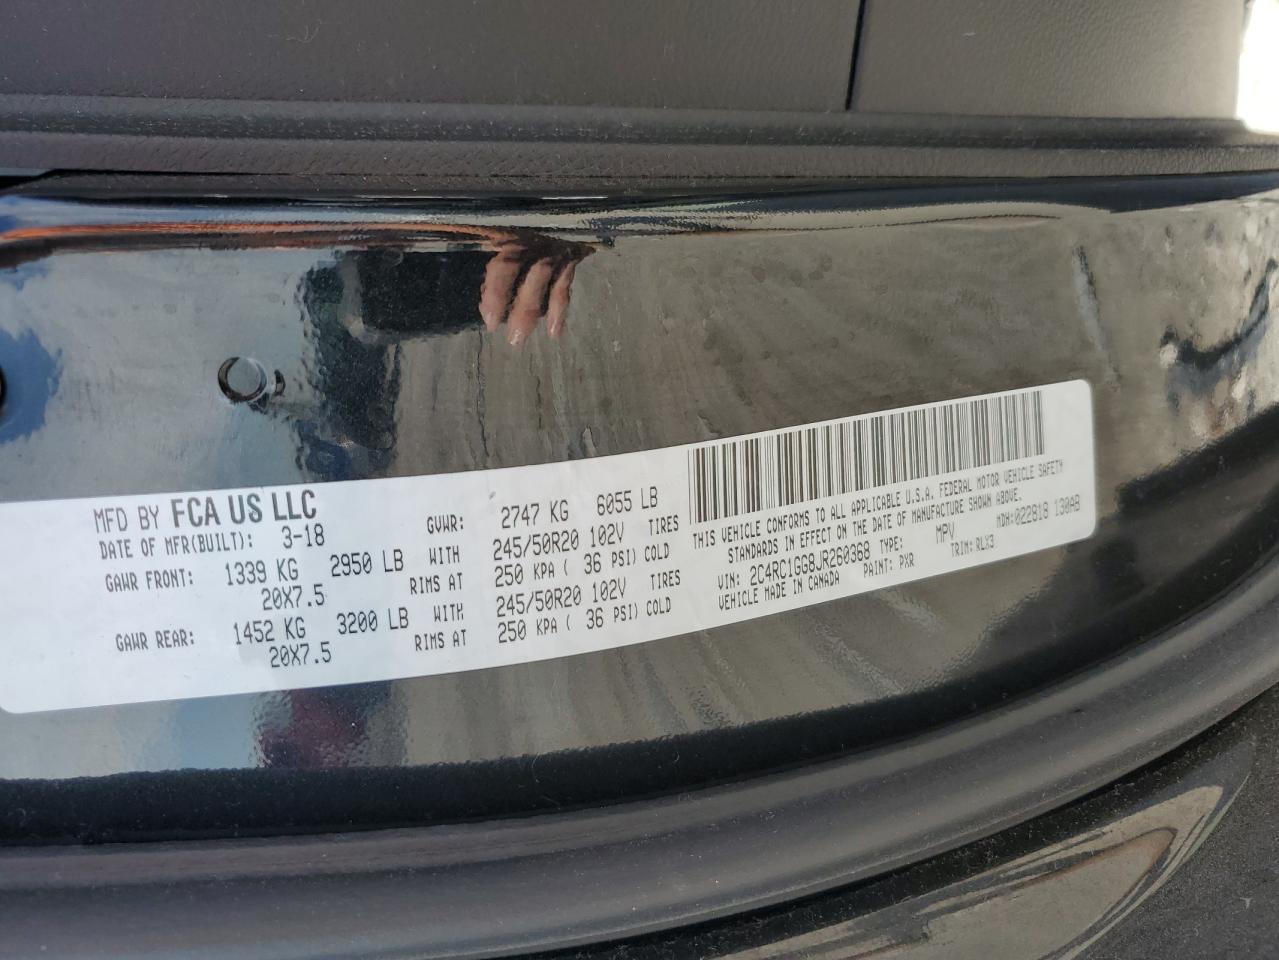 MFD BY FCA US LLC
DATE OF MFR(BUILT): 3-18 GVWR: 2747 KG 6055 LB
GAWR FRONT: 1339 KG 2950 LB WITH 245/50R20 102V TIRES
20X7.5 RIMS AT 250 KPA ( 36 PSI) COLD
GAWR REAR: 1452 KG 3200 LB WITH 245/50R20 102V TIRES
20X7.5 RIMS AT 250 KPA ( 36 PSI) COLD
THIS VEHICLE CONFORMS TO ALL APPLICABLE U.S.A. FEDERAL MOTOR VEHICLE SAFETY
STANDARDS IN EFFECT ON THE DATE OF MANUFACTURE SHOWN ABOVE.
VIN: 2C4RC1GG8JR260368 TYPE: MPV MDH:022818 130AB
VEHICLE MADE IN CANADA PAINT: PXR TRIM: RLX3